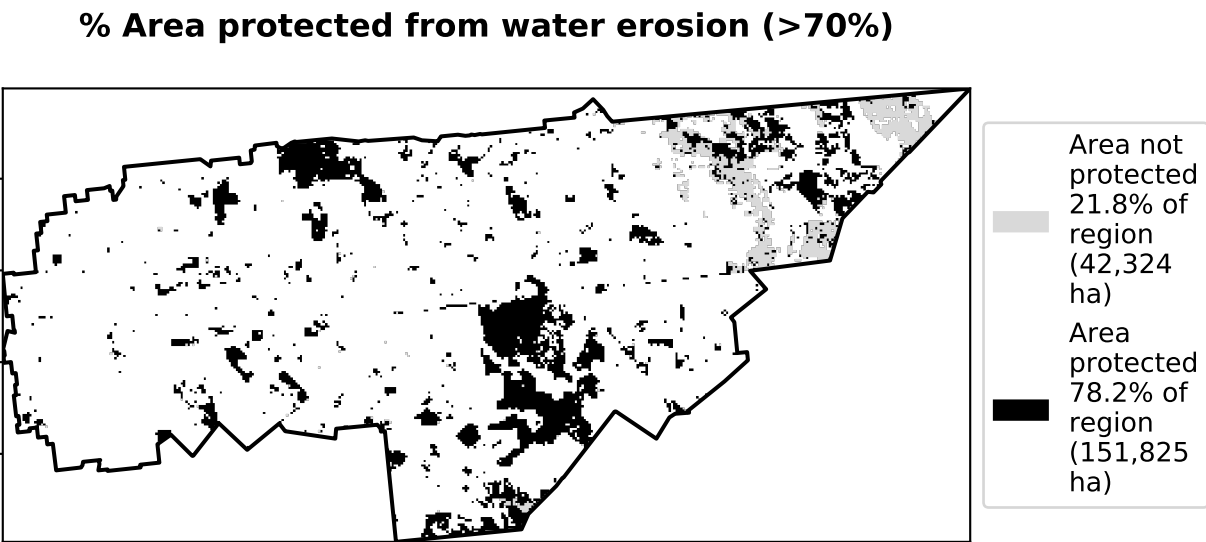 % Area protected from water erosion (>70%)
Area not
protected
21.8% of
region
(42,324
ha)
Area
protected
78.2% of
region
(151,825
ha)